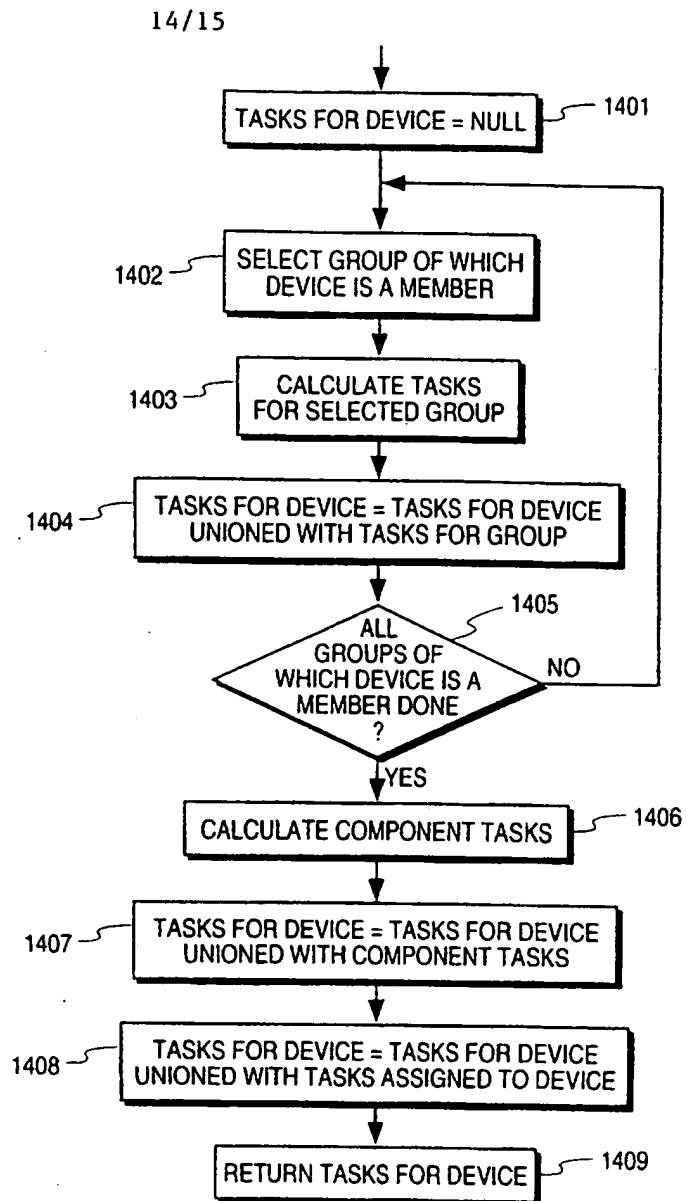 14/15
TASKS FOR DEVICE = NULL
1401
1402
SELECT GROUP OF WHICH
DEVICE IS A MEMBER
1403
CALCULATE TASKS
FOR SELECTED GROUP
1404
TASKS FOR DEVICE = TASKS FOR DEVICE
UNIONED WITH TASKS FOR GROUP
1405
ALL
GROUPS OF
WHICH DEVICE IS A
MEMBER DONE
?
NO
YES
CALCULATE COMPONENT TASKS
1406
1407
TASKS FOR DEVICE = TASKS FOR DEVICE
UNIONED WITH COMPONENT TASKS
1408
TASKS FOR DEVICE = TASKS FOR DEVICE
UNIONED WITH TASKS ASSIGNED TO DEVICE
RETURN TASKS FOR DEVICE
1409